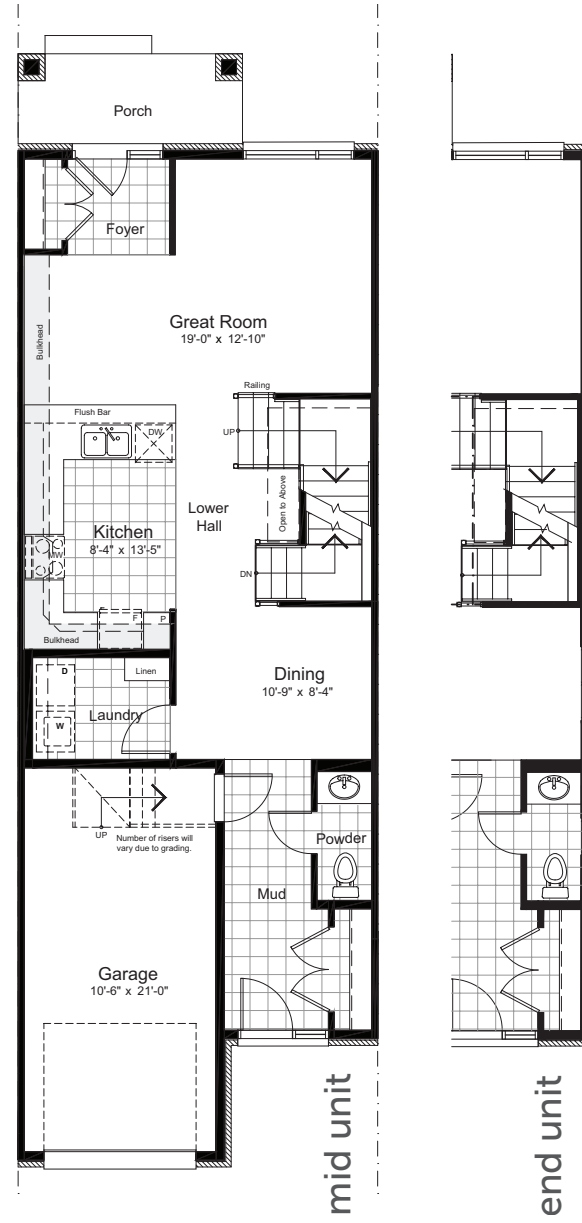 Porch
Foyer
Great Room
19'-0" x 12'-10"
Bulkhead
Railing
Flush Bar
DW
UP
Lower
Hall
Open to Above
Kitchen
8'-4" x 13'-5"
MW
DN
F
P
Bulkhead
D
Linen
Laundry
W
Dining
10'-9" x 8'-4"
UP
Number of risers will
vary due to grading.
Powder
Mud
Garage
10'-6" x 21'-0"
mid unit
end unit